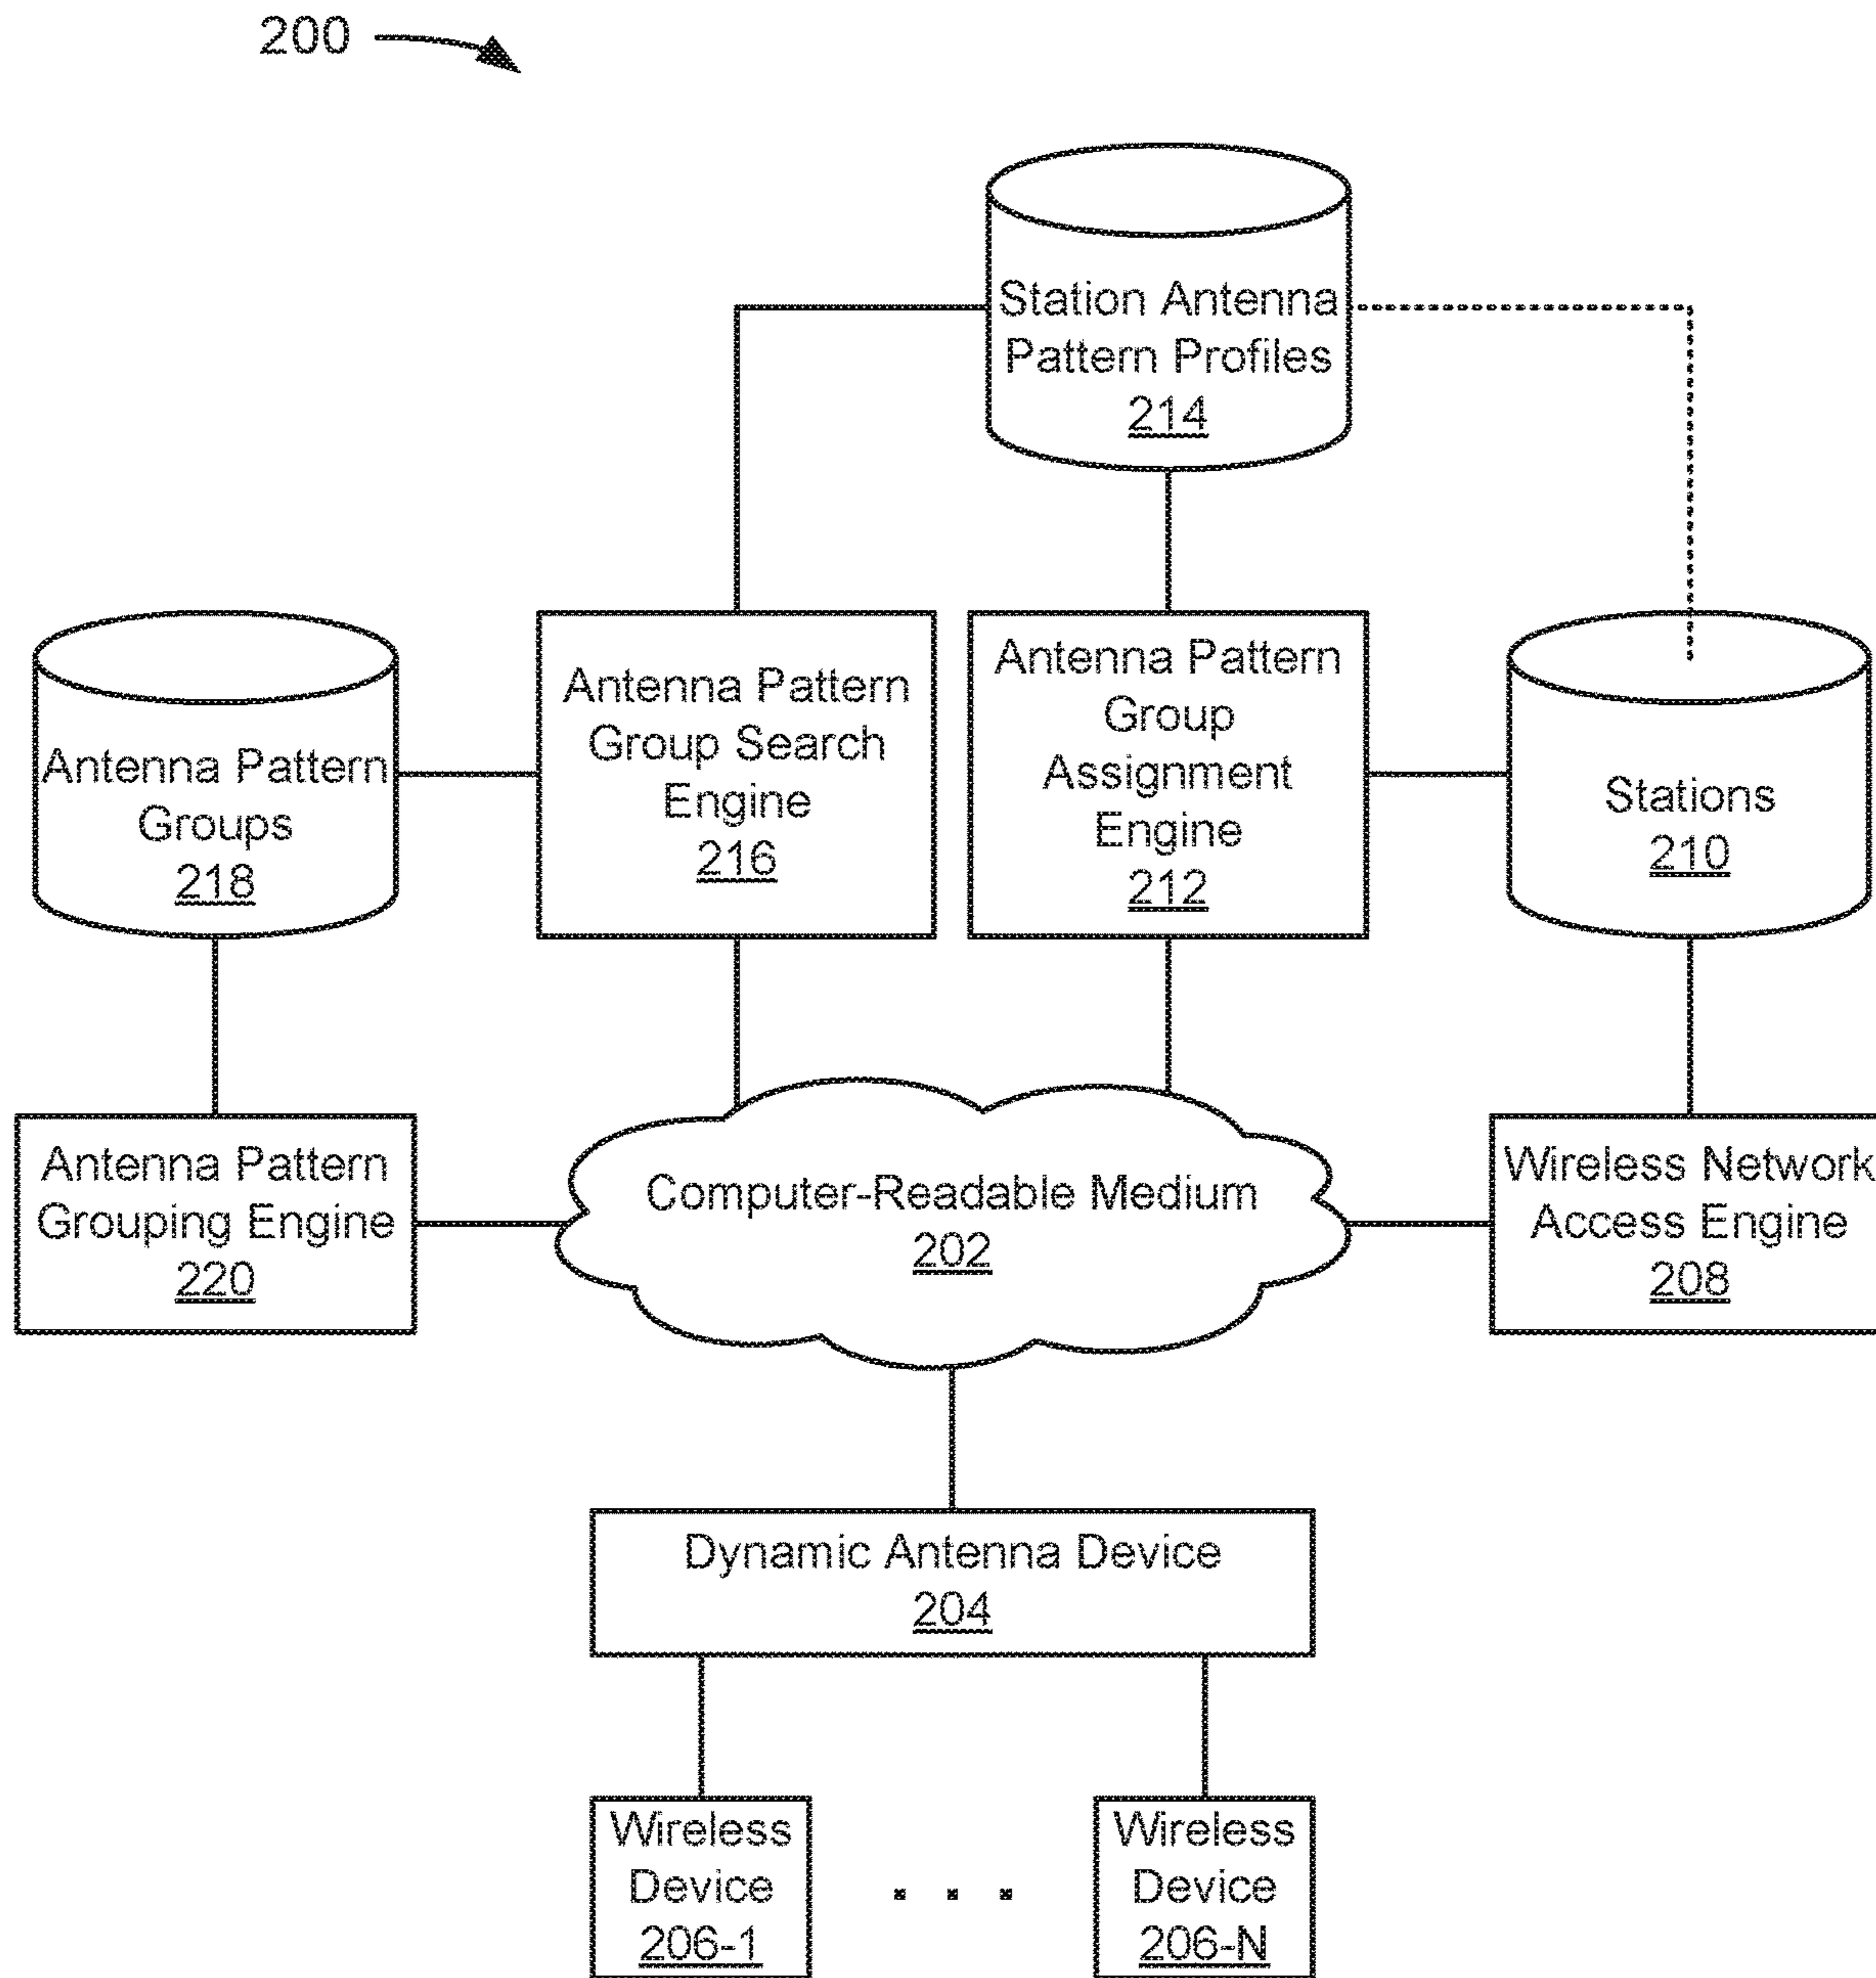 200
Station Antenna
Pattern Profiles
214
Antenna Pattern
Groups
218
Antenna Pattern
Group Search
Engine
216
Antenna Pattern
Group
Assignment
Engine
212
Stations
210
Antenna Pattern
Grouping Engine
220
Computer-Readable Medium
202
Wireless Network
Access Engine
208
Dynamic Antenna Device
204
Wireless
Device
206-1
. . .
Wireless
Device
206-N